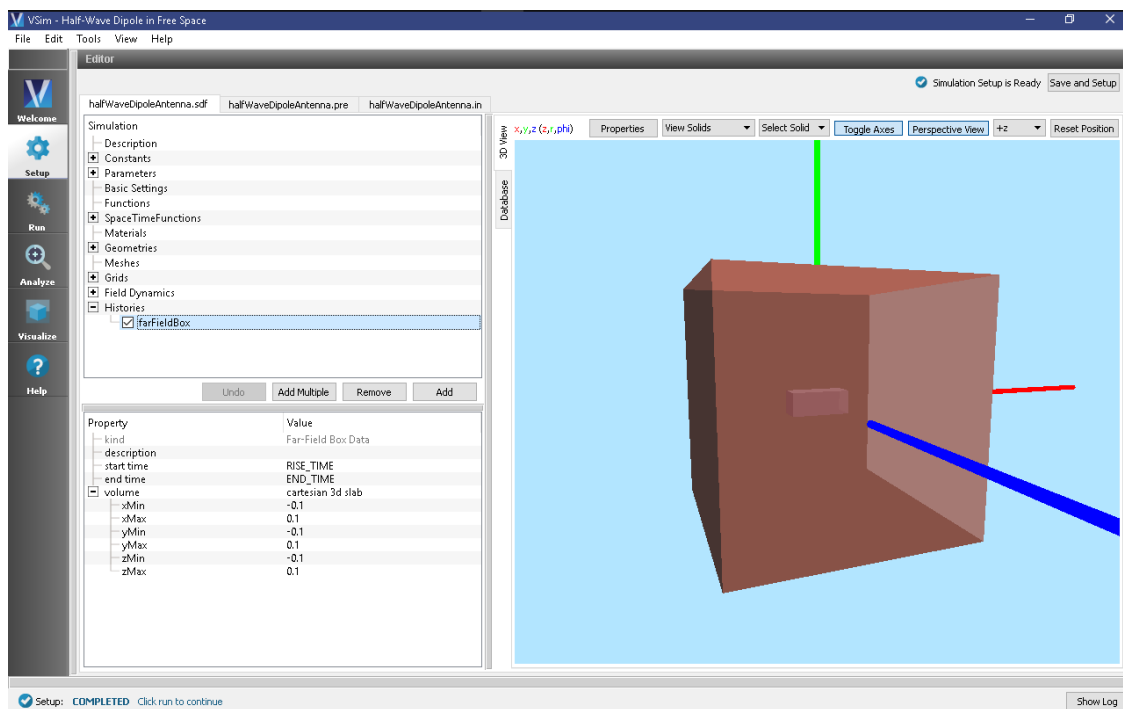 VSim - Half-Wave Dipole in Free Space
File Edit Tools View Help
Editor
Simulation Setup is Ready Save and Setup
halfWaveDipoleAntenna.sdf halfWaveDipoleAntenna.pre halfWaveDipoleAntenna.in
Welcome
Setup
Run
Analyze
Visualize
Help
Simulation
Description
Constants
Parameters
Basic Settings
Functions
SpaceTimeFunctions
Materials
Geometries
Meshes
Grids
Field Dynamics
Histories
farFieldBox
Undo Add Multiple Remove Add
Property Value
kind Far-Field Box Data
description
start time RISE_TIME
end time END_TIME
volume cartesian 3d slab
xMin -0.1
xMax 0.1
yMin -0.1
yMax 0.1
zMin -0.1
zMax 0.1
3D View
Database
x,y,z (z,r,phi) Properties View Solids Select Solid Toggle Axes Perspective View +z Reset Position
Setup: COMPLETED Click run to continue
Show Log